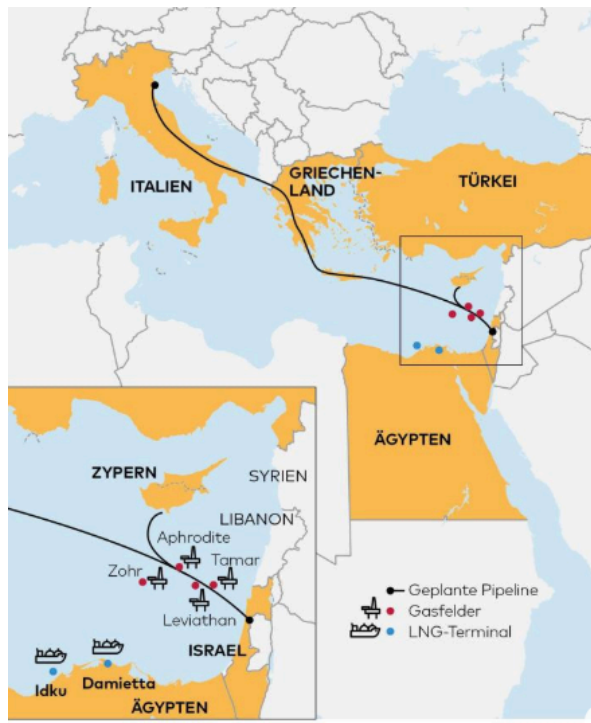 ITALIEN
GRIECHEN-
LAND
TÜRKEI
ÄGYPTEN
ZYPERN
SYRIEN
LIBANON
Aphrodite
Zohr
Tamar
Leviathan
ISRAEL
Idku
Damietta
ÄGYPTEN
Geplante Pipeline
Gasfelder
LNG-Terminal